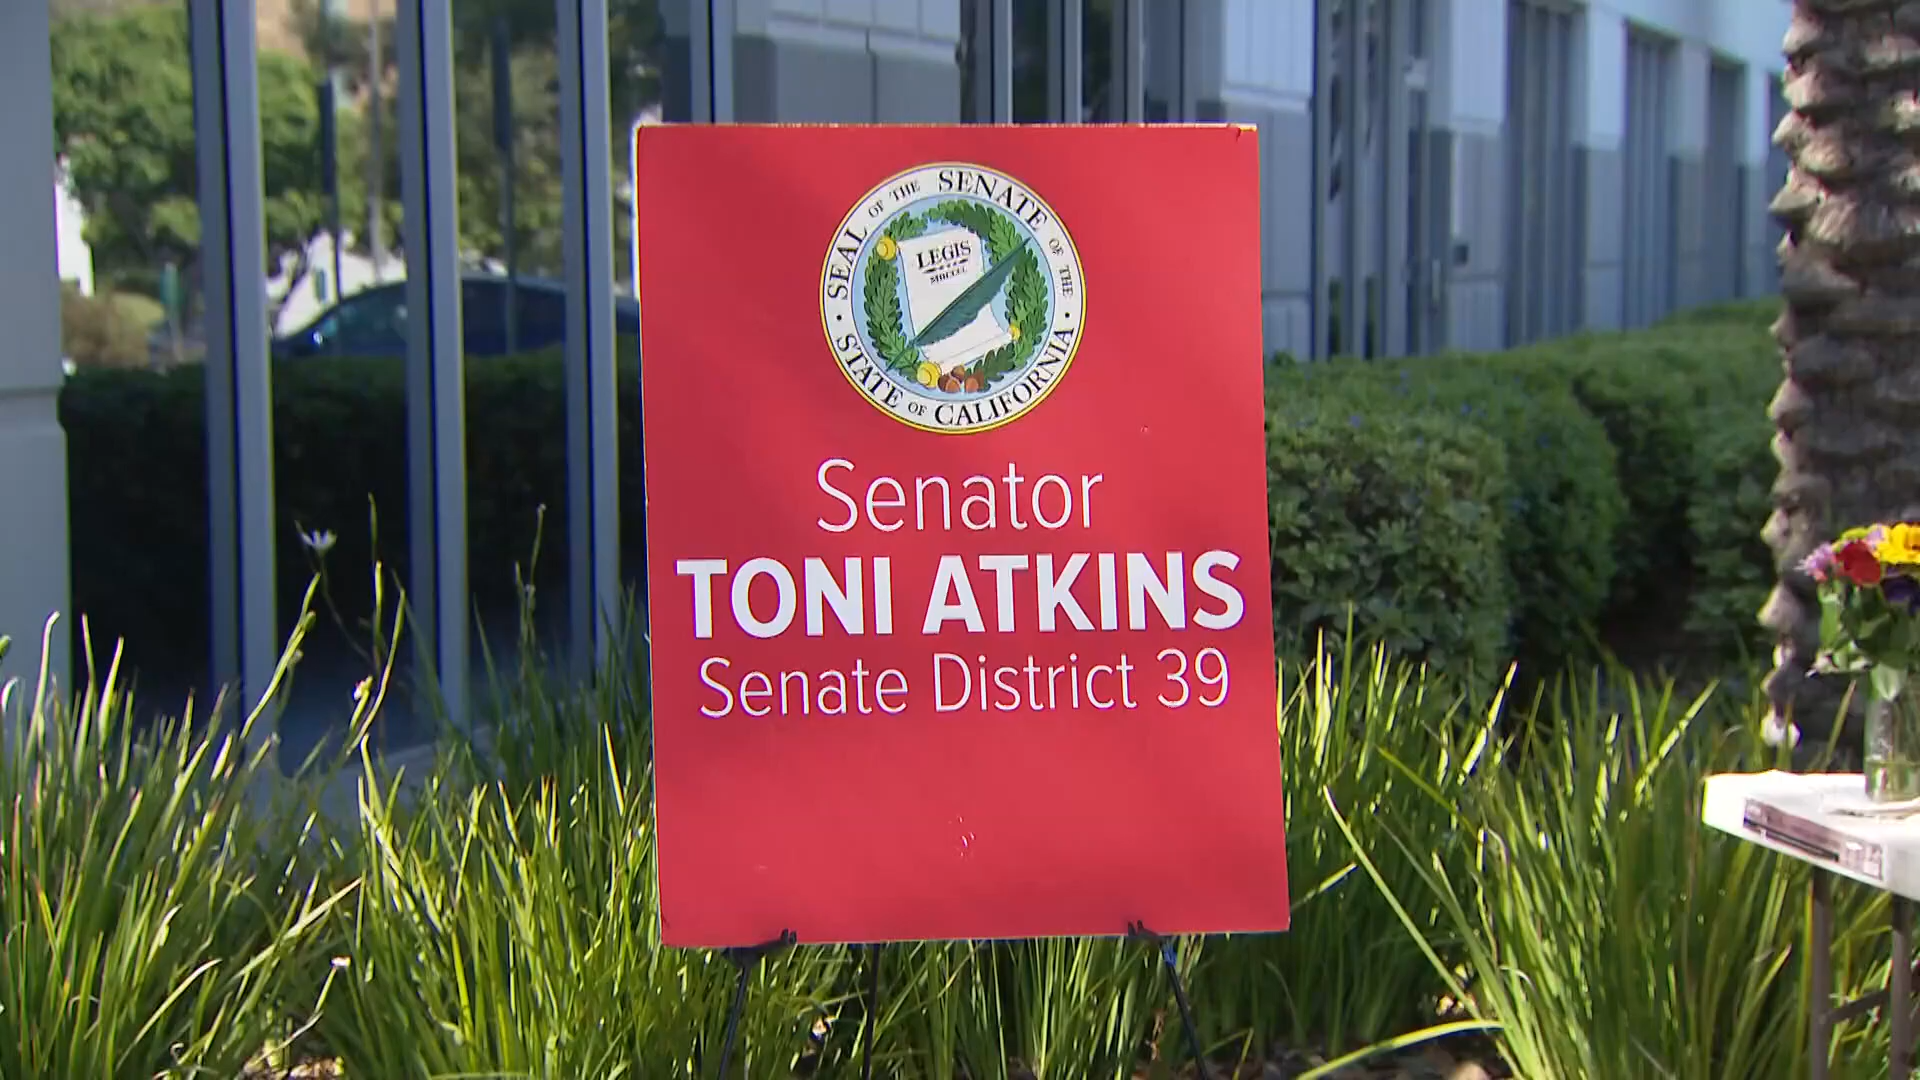 SEAL OF THE SENATE OF THE
STATE OF CALIFORNIA
LEGIS
Senator
TONI ATKINS
Senate District 39